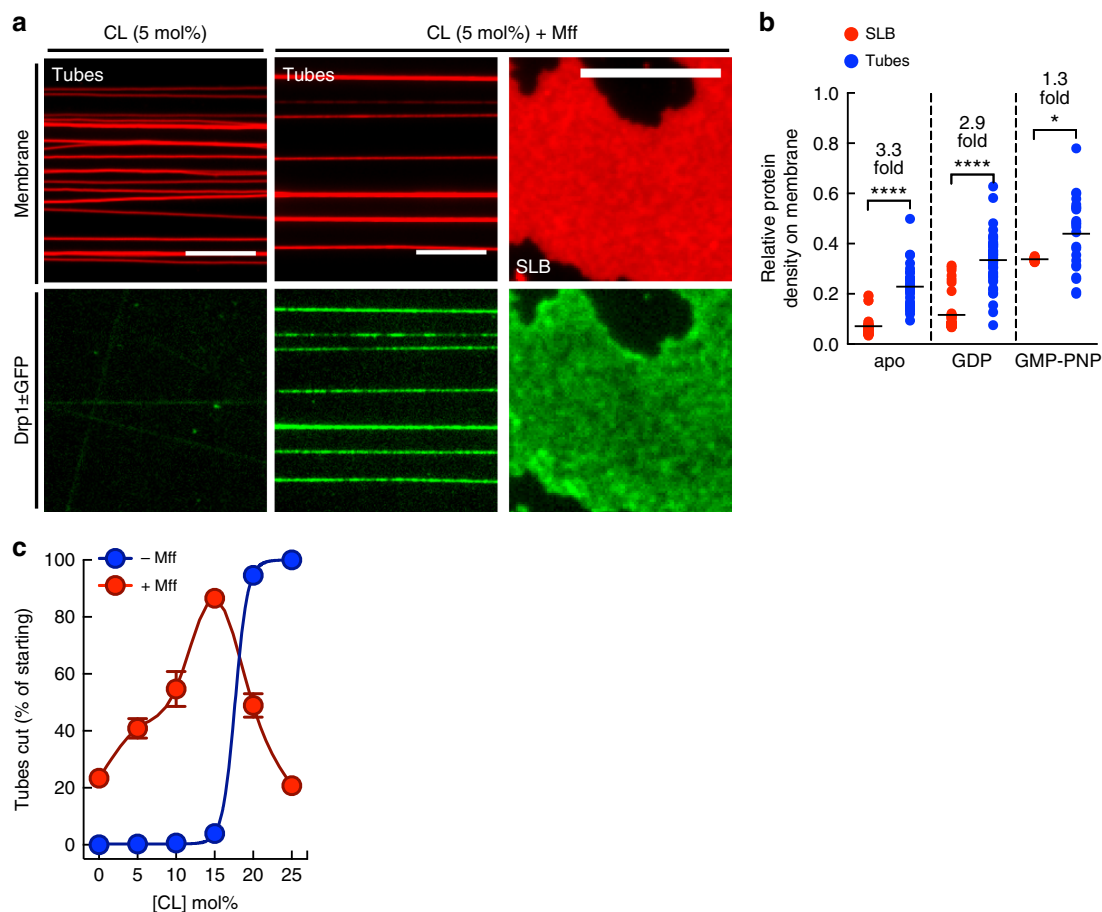 a
CL (5 mol%)
CL (5 mol%) + Mff
Tubes
Tubes
SLB
Membrane
Drp1±GFP
b
SLB
Tubes
1.3
fold
*
2.9
fold
****
3.3
fold
****
Relative protein
density on membrane
1.0
0.8
0.6
0.4
0.2
0.0
apo
GDP
GMP-PNP
c
– Mff
+ Mff
Tubes cut (% of starting)
100
80
60
40
20
0
0 5 10 15 20 25
[CL] mol%